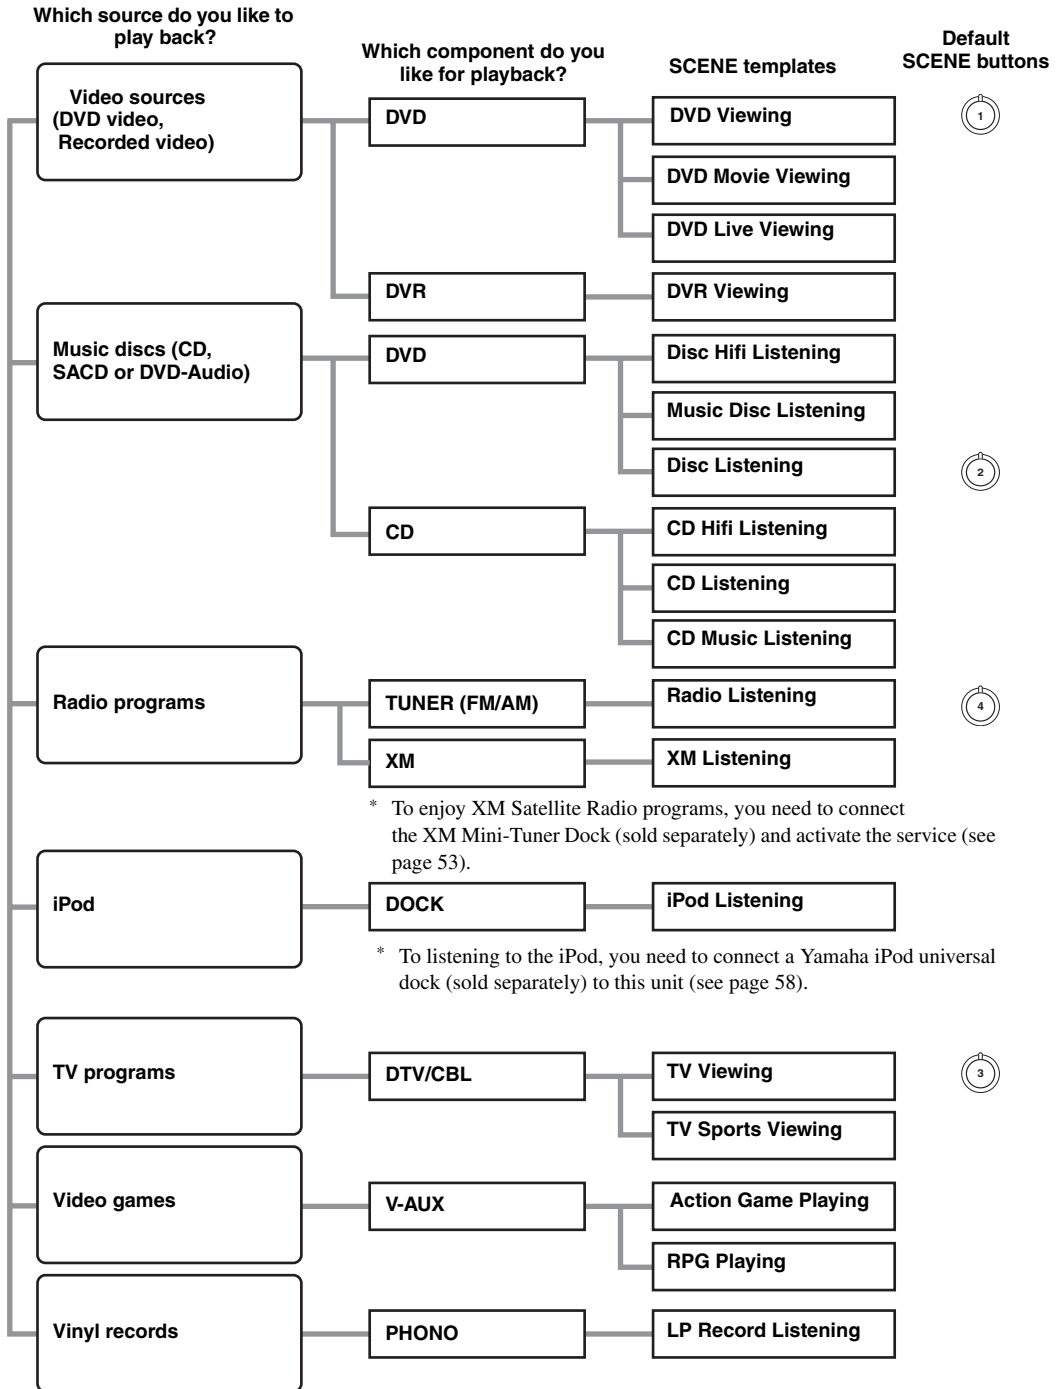 Which source do you like to
play back?
Which component do you
like for playback?
SCENE templates
Default
SCENE buttons
Video sources
(DVD video,
Recorded video)
DVD
DVD Viewing
1
DVD Movie Viewing
DVD Live Viewing
DVR
DVR Viewing
Music discs (CD,
SACD or DVD-Audio)
DVD
Disc Hifi Listening
Music Disc Listening
Disc Listening
2
CD
CD Hifi Listening
CD Listening
CD Music Listening
Radio programs
TUNER (FM/AM)
Radio Listening
4
XM
XM Listening
* To enjoy XM Satellite Radio programs, you need to connect
the XM Mini-Tuner Dock (sold separately) and activate the service (see
page 53).
iPod
DOCK
iPod Listening
* To listening to the iPod, you need to connect a Yamaha iPod universal
dock (sold separately) to this unit (see page 58).
TV programs
DTV/CBL
TV Viewing
3
TV Sports Viewing
Video games
V-AUX
Action Game Playing
RPG Playing
Vinyl records
PHONO
LP Record Listening